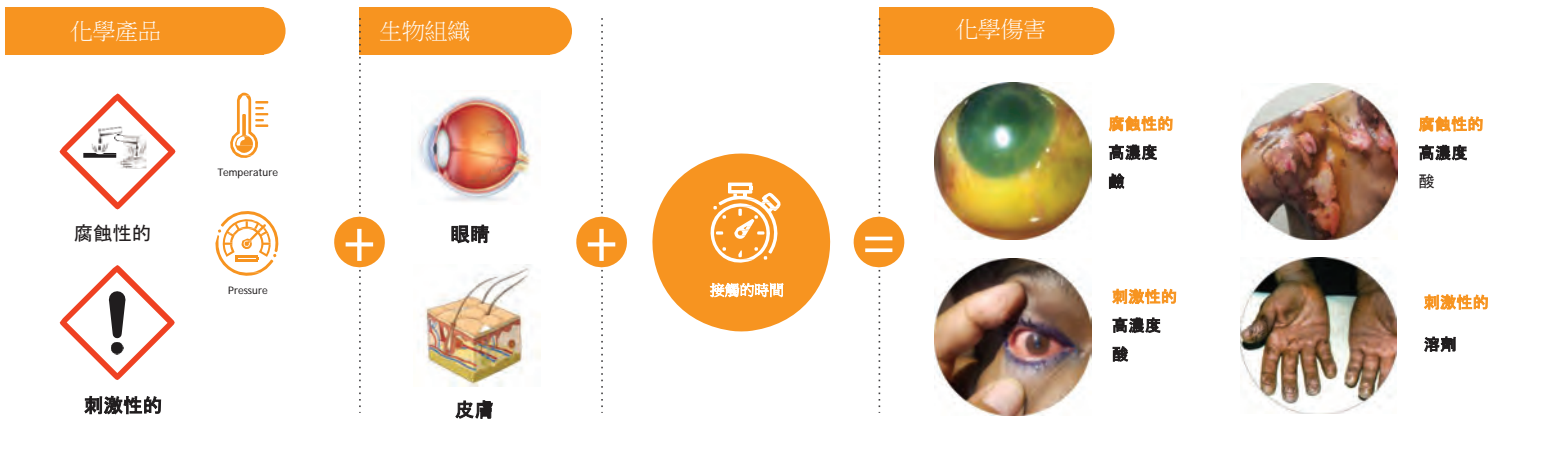 化學產品
生物組織
化學傷害
Temperature
腐蝕性的
Pressure
刺激性的
眼睛
皮膚
接觸的時間
腐蝕性的
高濃度
鹼
腐蝕性的
高濃度
酸
刺激性的
高濃度
酸
刺激性的
溶劑